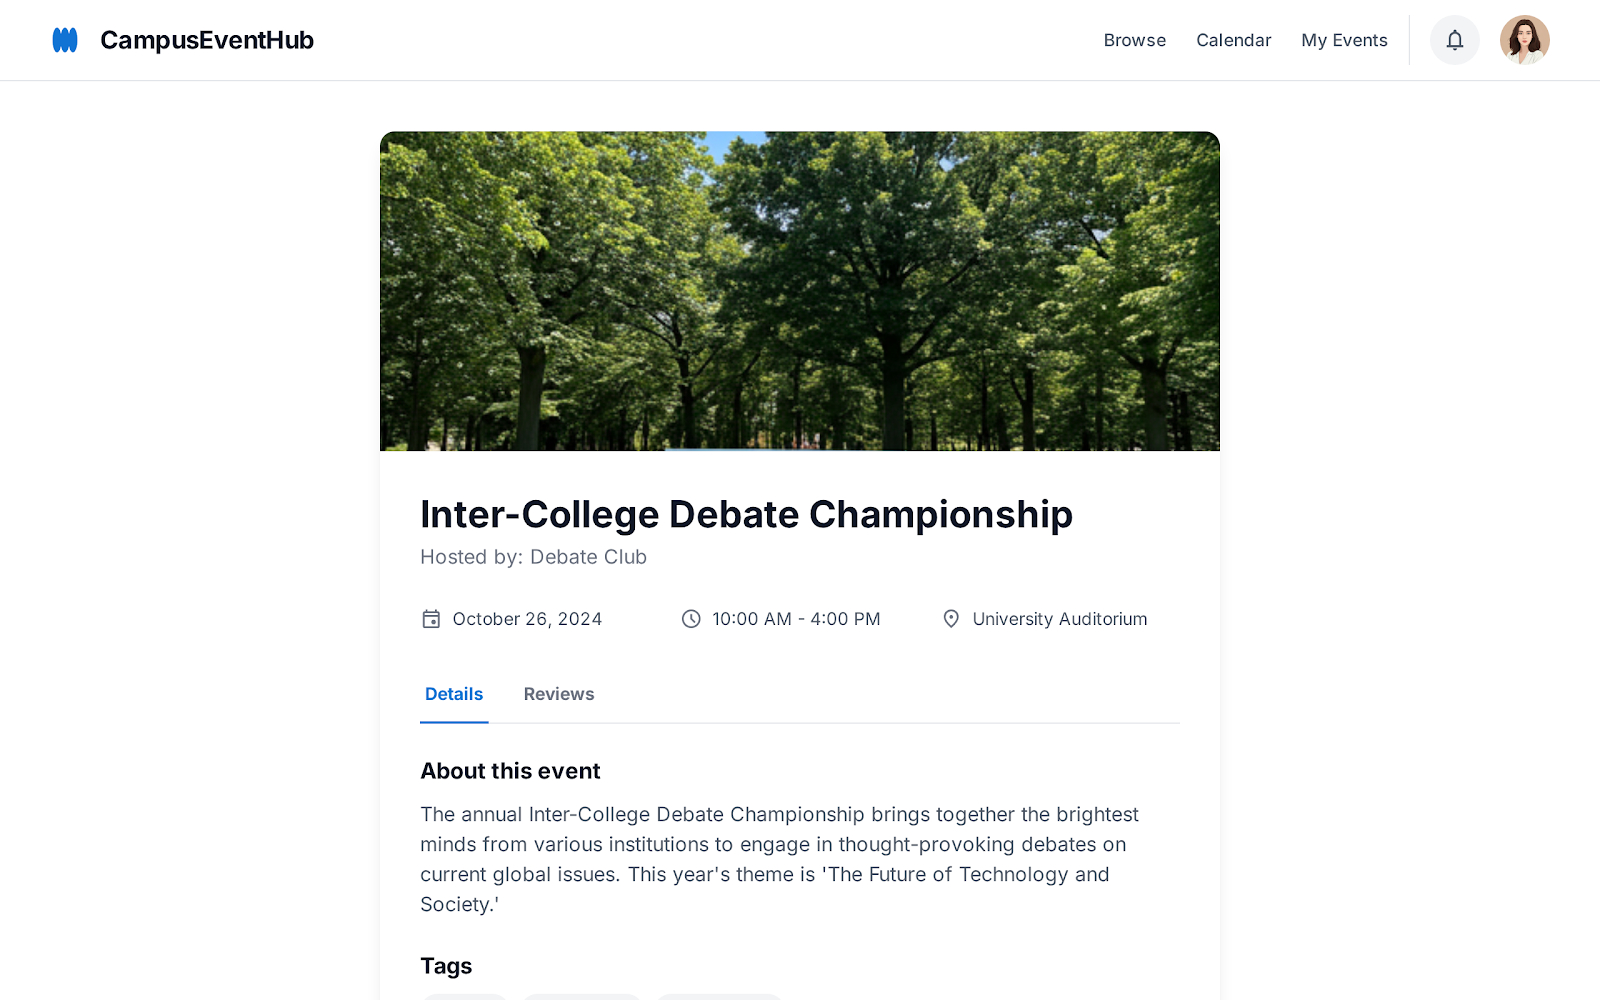 CampusEventHub
Browse
Calendar
My Events
Inter-College Debate Championship
Hosted by: Debate Club
October 26, 2024
10:00 AM - 4:00 PM
University Auditorium
Details
Reviews
About this event
The annual Inter-College Debate Championship brings together the brightest
minds from various institutions to engage in thought-provoking debates on
current global issues. This year's theme is 'The Future of Technology and
Society.'
Tags